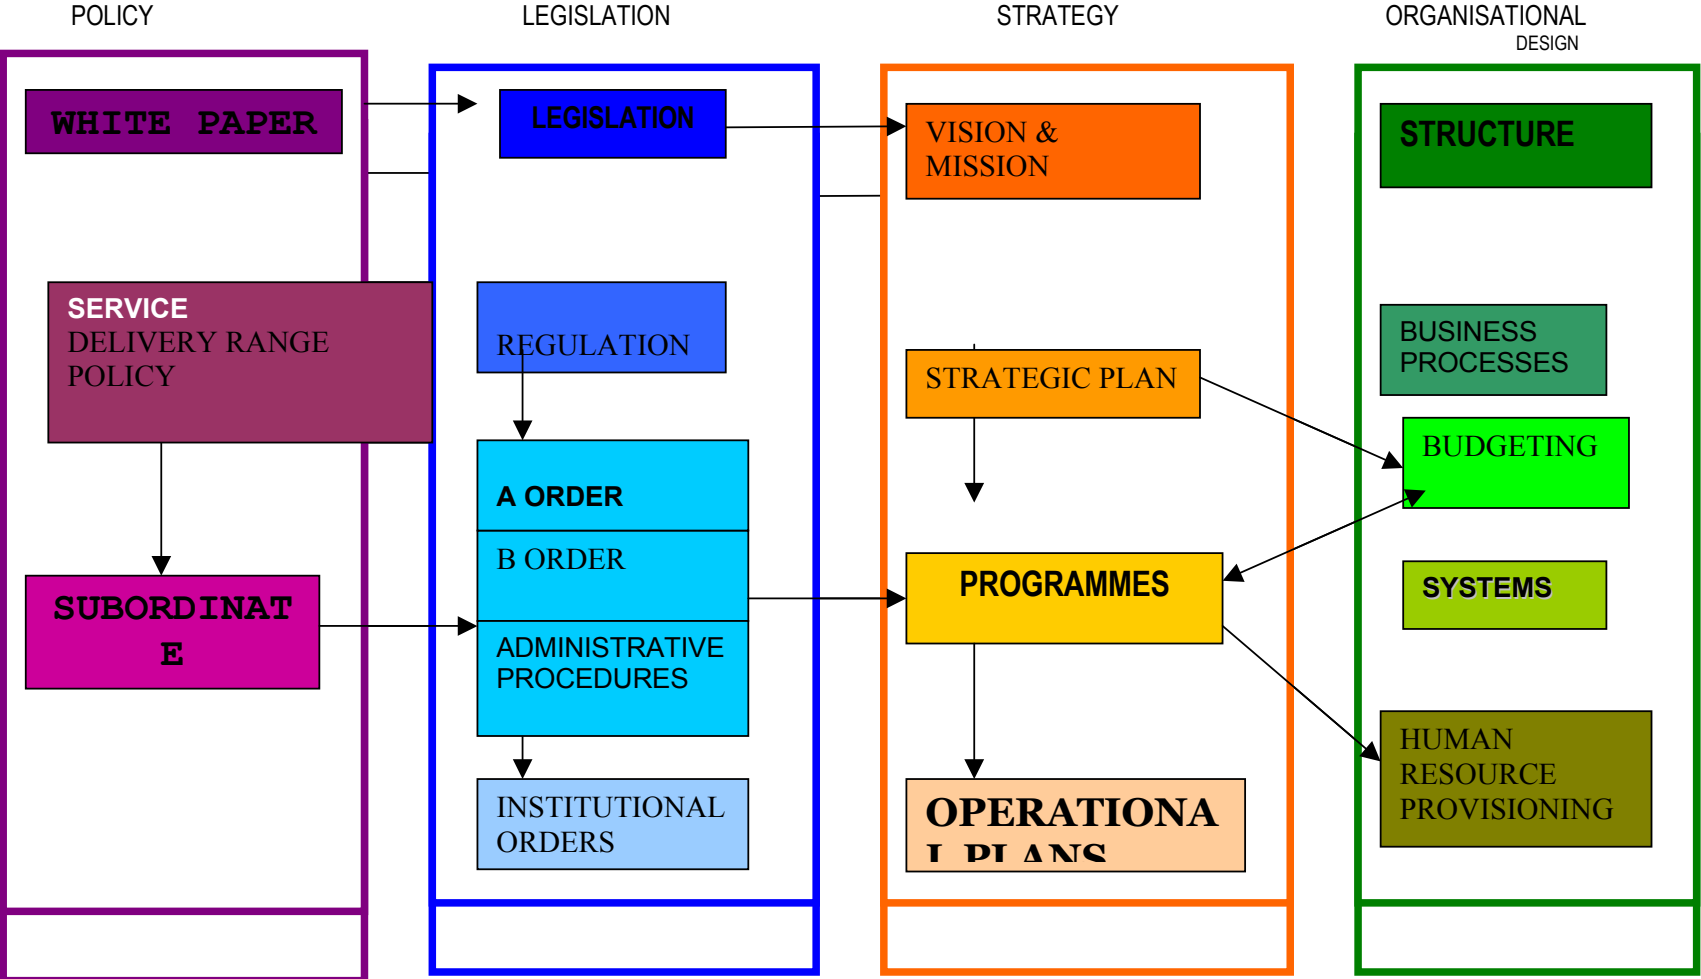 POLICY
LEGISLATION
STRATEGY
ORGANISATIONAL
DESIGN
WHITE PAPER
SERVICE
DELIVERY RANGE
POLICY
SUBORDINAT
E
LEGISLATION
REGULATION
A ORDER
B ORDER
ADMINISTRATIVE
PROCEDURES
INSTITUTIONAL
ORDERS
VISION &
MISSION
STRATEGIC PLAN
PROGRAMMES
OPERATIONA
L PLANS
STRUCTURE
BUSINESS
PROCESSES
BUDGETING
SYSTEMS
HUMAN
RESOURCE
PROVISIONING